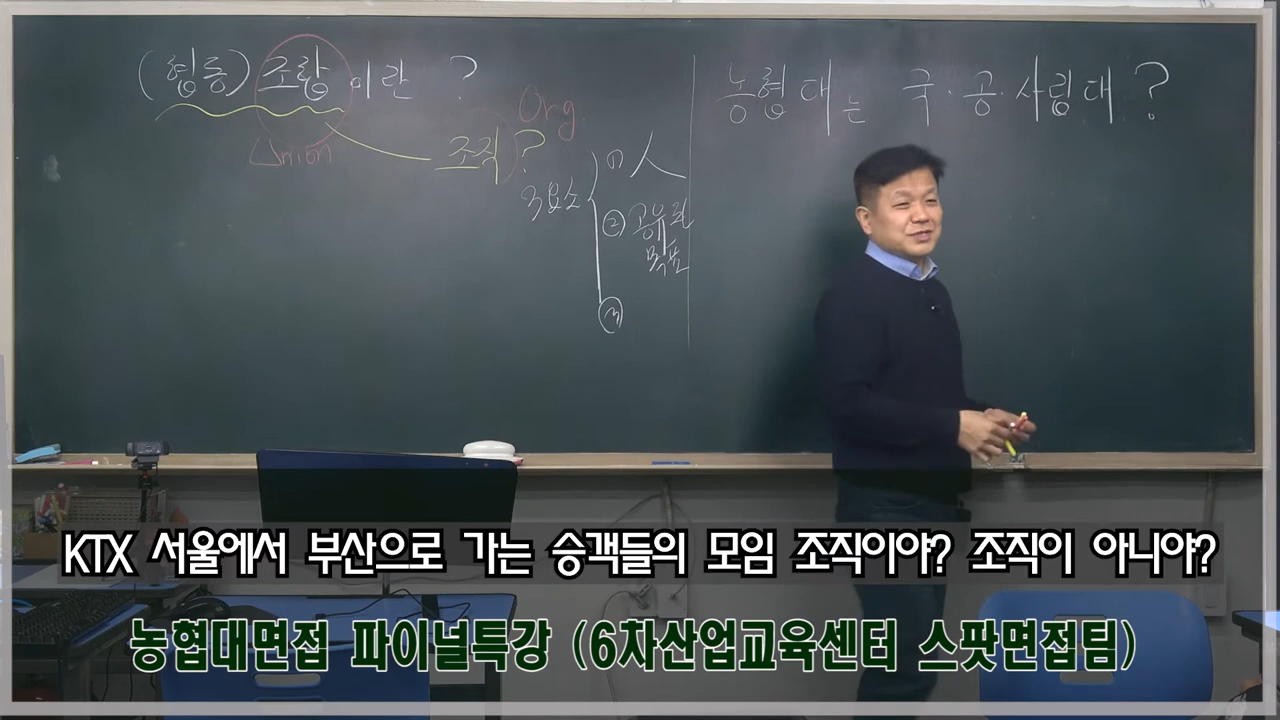 (협동) 조합이란 ?
Union
Org.
조직 ?
3요소
① 人
② 공유된
목표
③
농협대는 국·공·사립대 ?
KTX 서울에서 부산으로 가는 승객들의 모임 조직이야? 조직이 아니야?
농협대면접 파이널특강 (6차산업교육센터 스팟면접팀)